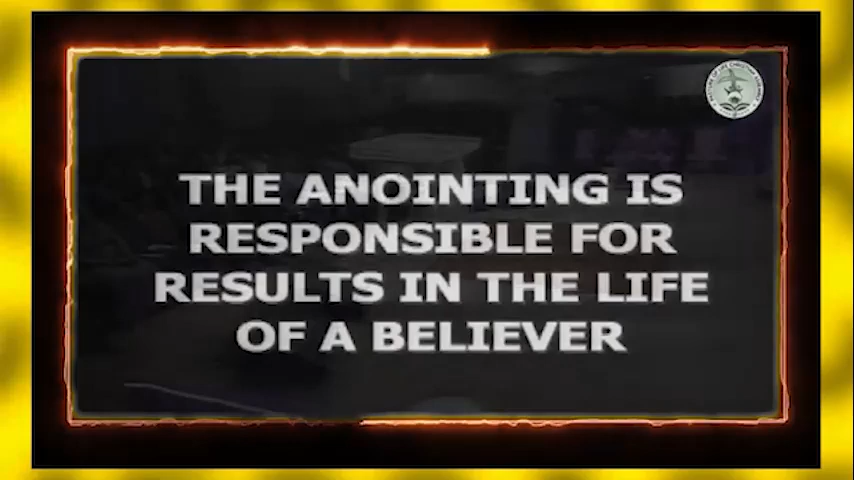 THE ANOINTING IS
RESPONSIBLE FOR
RESULTS IN THE LIFE
OF A BELIEVER